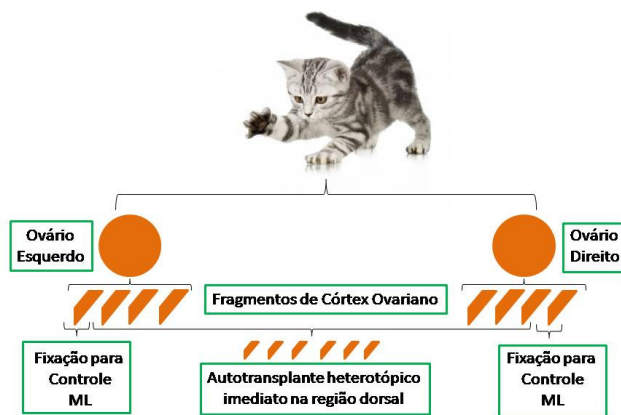 Ovário
Esquerdo
Ovário
Direito
Fragmentos de Córtex Ovariano
Fixação para
Controle
ML
Autotransplante heterotópico
imediato na região dorsal
Fixação para
Controle
ML